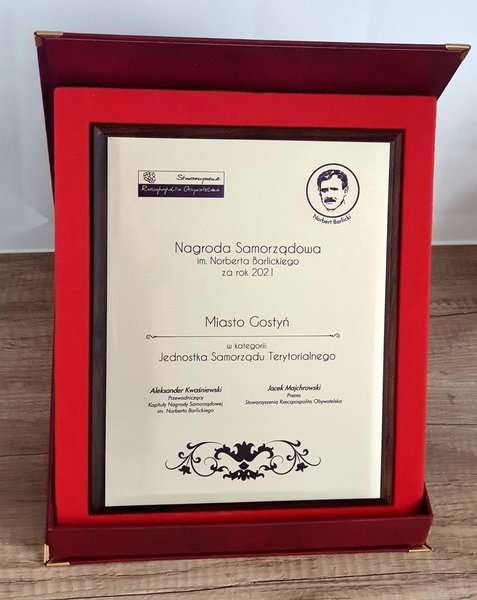 Stowarzyszenie
Rzeczpospolita Obywatelska
Norbert Barlicki
Nagroda Samorządowa
im. Norberta Barlickiego
za rok 2021
Miasto Gostyń
w kategorii:
Jednostka Samorządu Terytorialnego
Aleksander Kwaśniewski
Przewodniczący
Kapituły Nagrody Samorządowej
im. Norberta Barlickiego
Jacek Majchrowski
Prezes
Stowarzyszenia Rzeczpospolita Obywatelska